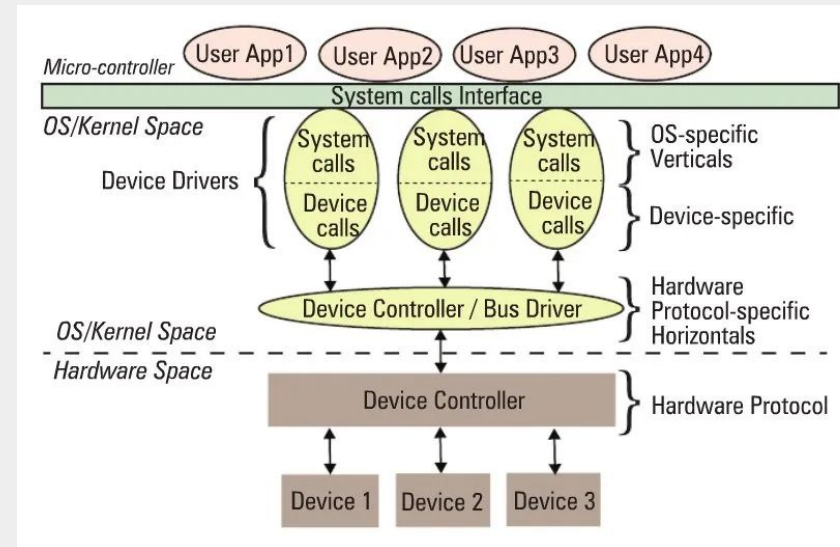 User App1
User App2
User App3
User App4
Micro-controller
System calls Interface
OS/Kernel Space
Device Drivers
System
calls
Device
calls
System
calls
Device
calls
System
calls
Device
calls
OS-specific
Verticals
Device-specific
Device Controller / Bus Driver
Hardware
Protocol-specific
Horizontals
OS/Kernel Space
Hardware Space
Device Controller
Hardware Protocol
Device 1
Device 2
Device 3